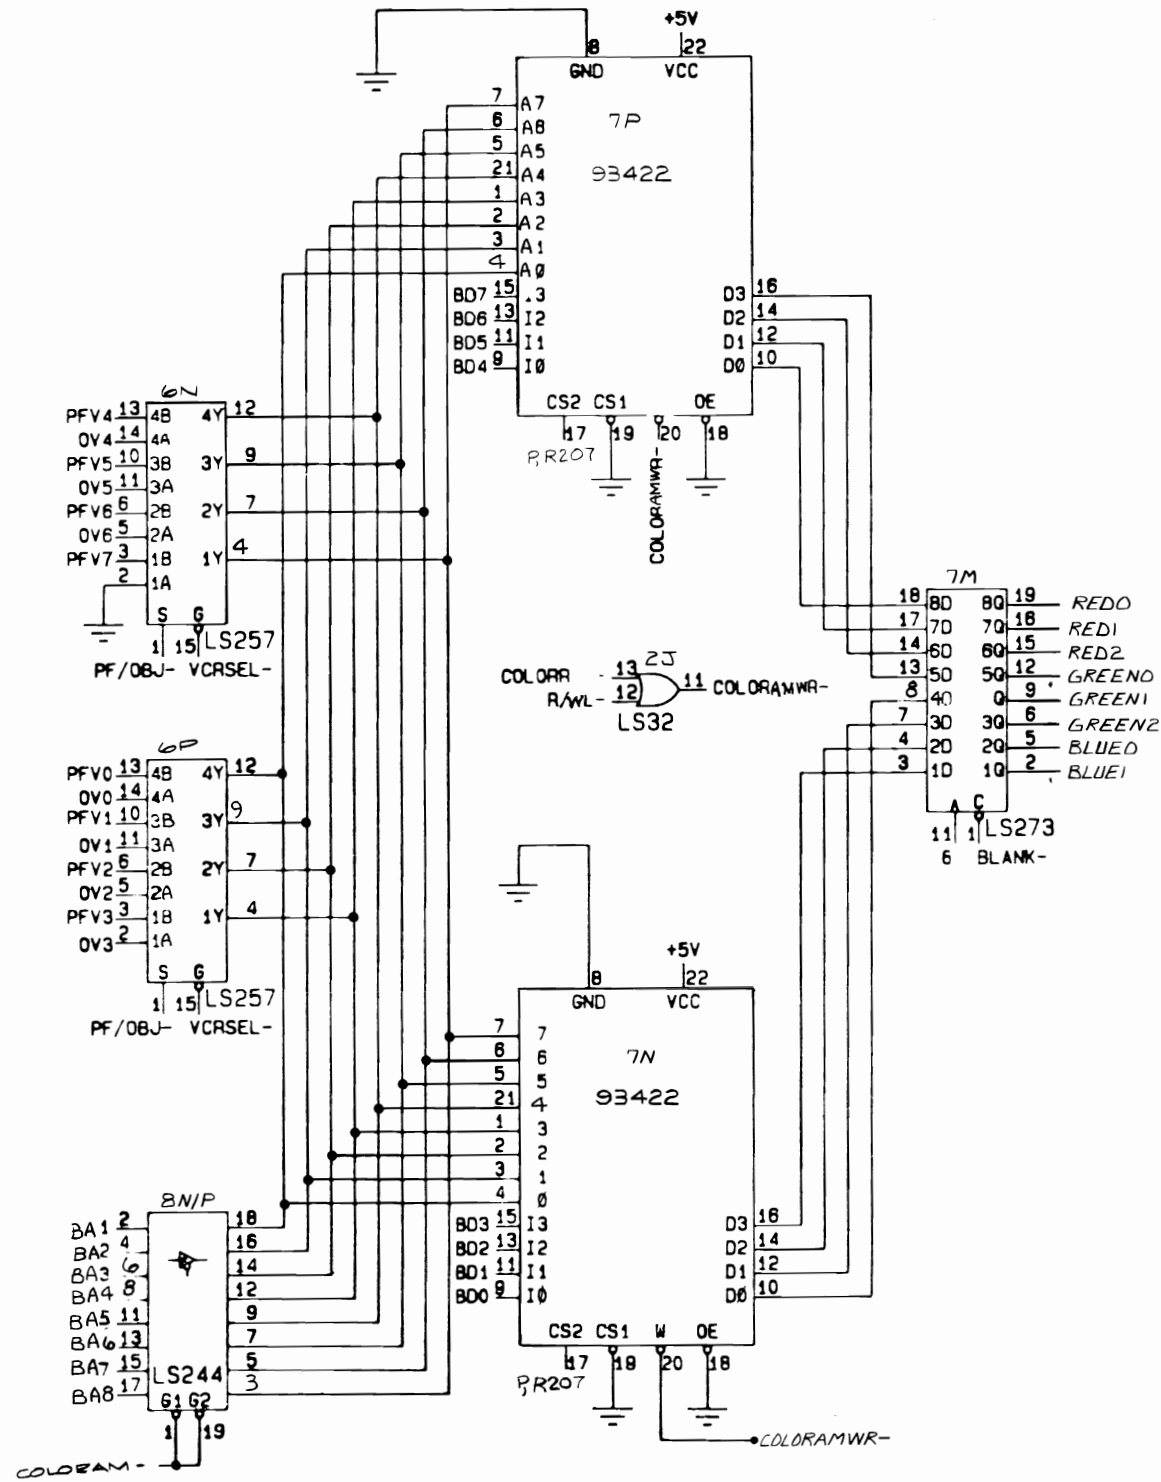 +5V
8 22
GND VCC
7 A7
6 A6
5 A5
21 A4
1 A3
2 A2
3 A1
4 A0
7P
93422
BD7 15 .3
BD6 13 I2
BD5 11 I1
BD4 9 I0
D3 16
D2 14
D1 12
D0 10
CS2 CS1 OE
17 19 20 18
P,R207
COLORAMWR-
6N
PFV4 13 4B 4Y 12
OV4 14 4A
PFV5 10 3B 3Y 9
OV5 11 3A
PFV6 6 2B 2Y 7
OV6 5 2A
PFV7 3 1B 1Y 4
2 1A
S G
1 15 LS257
PF/OBJ- VCRSEL-
COLORR 13 2J 11 COLORAMWR-
R/WL- 12
LS32
7M
18 8D 8Q 19 RED0
17 7D 7Q 16 RED1
14 6D 6Q 15 RED2
13 5D 5Q 12 GREEN0
8 4D Q 9 GREEN1
7 3D 3Q 6 GREEN2
4 2D 2Q 5 BLUE0
3 1D 1Q 2 BLUE1
A C
11 1 LS273
6 BLANK-
6P
PFV0 13 4B 4Y 12
OV0 14 4A
PFV1 10 3B 3Y 9
OV1 11 3A
PFV2 6 2B 2Y 7
OV2 5 2A
PFV3 3 1B 1Y 4
OV3 2 1A
S G
1 15 LS257
PF/OBJ- VCRSEL-
+5V
8 22
GND VCC
7 7
6 6
5 5
21 4
1 3
2 2
3 1
4 0
7N
93422
BD3 15 I3
BD2 13 I2
BD1 11 I1
BD0 9 I0
D3 16
D2 14
D1 12
D0 10
CS2 CS1 W OE
17 19 20 18
P,R207
COLORAMWR-
8N/P
BA1 2 18
BA2 4 16
BA3 6 14
BA4 8 12
BA5 11 9
BA6 13 7
BA7 15 5
BA8 17 3
LS244
G1 G2
1 19
COLORAM-